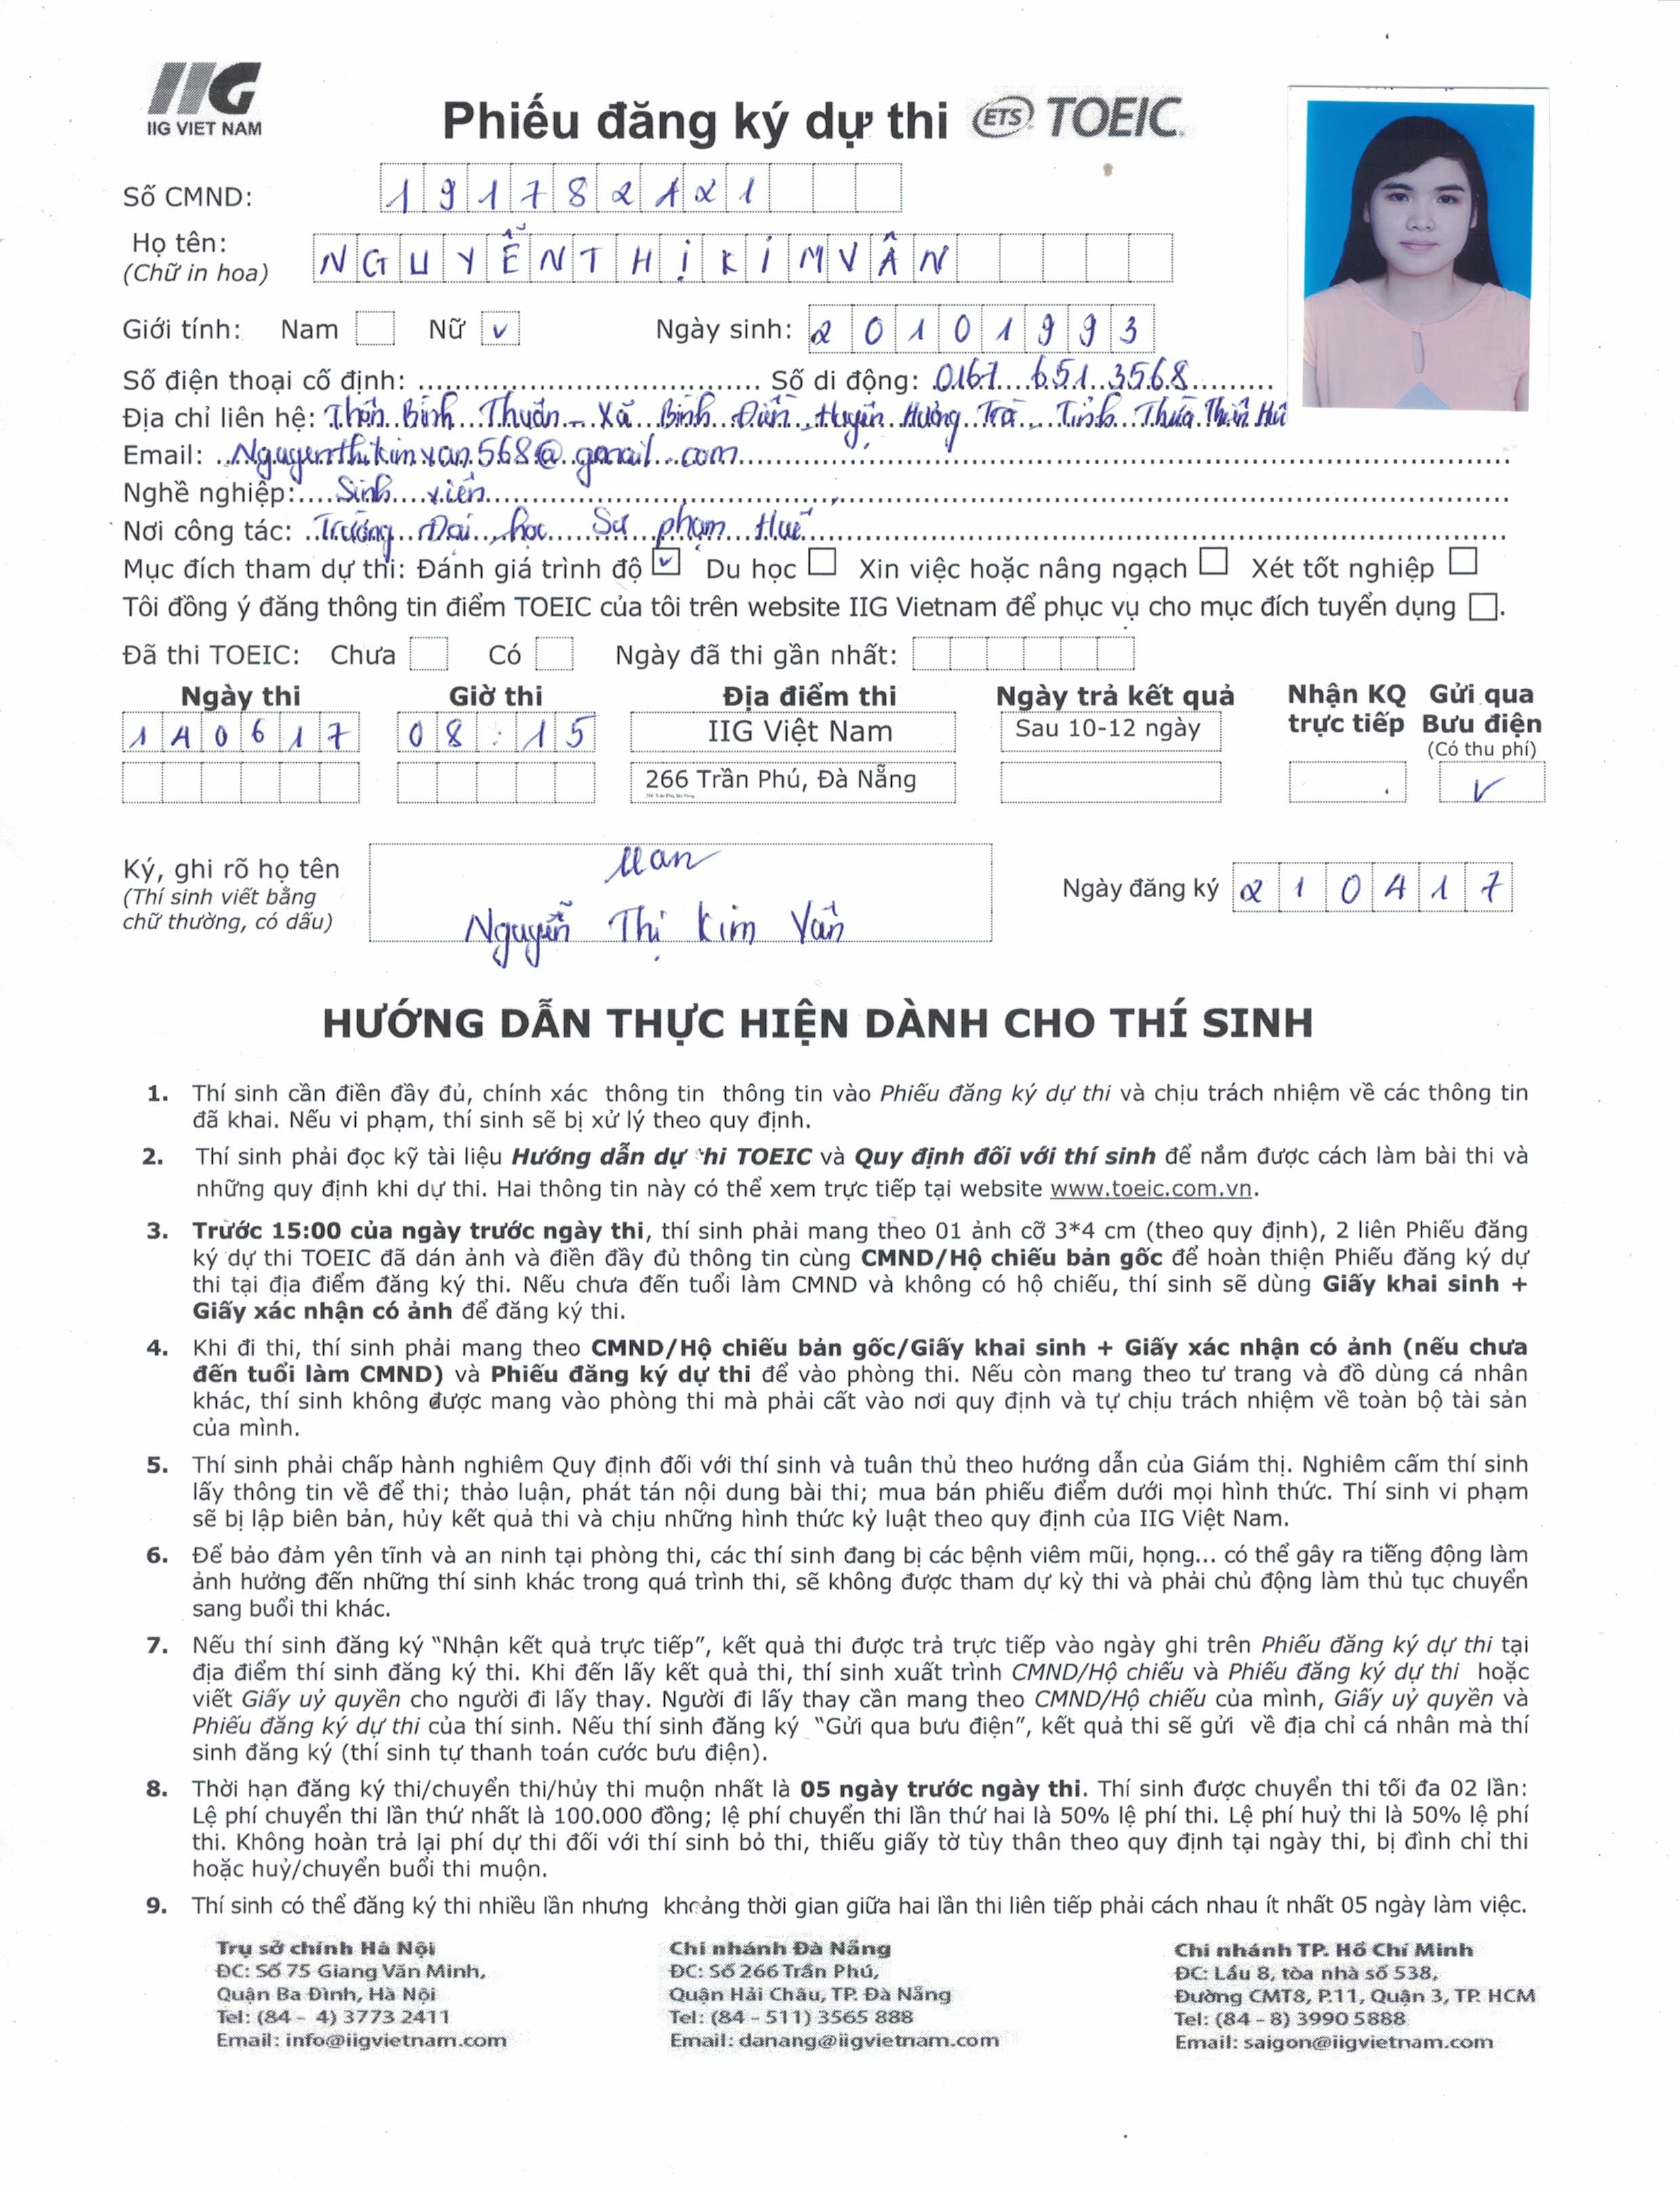 IIG
IIG VIET NAM
Phiếu đăng ký dự thi ETS TOEIC
Số CMND: 191782121
Họ tên: NGUYỄN THỊ KIM VÂN
(Chữ in hoa)
Giới tính: Nam Nữ v Ngày sinh: 20101993
Số điện thoại cố định: Số di động: 0167 651 3568
Địa chỉ liên hệ: Thôn Bình Thuận - Xã Bình Điền - Huyện Hương Trà - Tỉnh Thừa Thiên Huế
Email: Nguyenthikimvan568@gmail.com
Nghề nghiệp: Sinh viên
Nơi công tác: Trường Đại học Sư phạm Huế
Mục đích tham dự thi: Đánh giá trình độ v Du học Xin việc hoặc nâng ngạch Xét tốt nghiệp
Tôi đồng ý đăng thông tin điểm TOEIC của tôi trên website IIG Vietnam để phục vụ cho mục đích tuyển dụng .
Đã thi TOEIC: Chưa Có Ngày đã thi gần nhất:
Ngày thi Giờ thi Địa điểm thi Ngày trả kết quả Nhận KQ trực tiếp Gửi qua Bưu điện
(Có thu phí)
140617 08:15 IIG Việt Nam Sau 10-12 ngày
266 Trần Phú, Đà Nẵng v
Ký, ghi rõ họ tên
(Thí sinh viết bằng
chữ thường, có dấu)
Nguyễn Thị Kim Vân
Ngày đăng ký 210417
HƯỚNG DẪN THỰC HIỆN DÀNH CHO THÍ SINH
1. Thí sinh cần điền đầy đủ, chính xác thông tin thông tin vào Phiếu đăng ký dự thi và chịu trách nhiệm về các thông tin
đã khai. Nếu vi phạm, thí sinh sẽ bị xử lý theo quy định.
2. Thí sinh phải đọc kỹ tài liệu Hướng dẫn dự thi TOEIC và Quy định đối với thí sinh để nắm được cách làm bài thi và
những quy định khi dự thi. Hai thông tin này có thể xem trực tiếp tại website www.toeic.com.vn.
3. Trước 15:00 của ngày trước ngày thi, thí sinh phải mang theo 01 ảnh cỡ 3*4 cm (theo quy định), 2 liên Phiếu đăng
ký dự thi TOEIC đã dán ảnh và điền đầy đủ thông tin cùng CMND/Hộ chiếu bản gốc để hoàn thiện Phiếu đăng ký dự
thi tại địa điểm đăng ký thi. Nếu chưa đến tuổi làm CMND và không có hộ chiếu, thí sinh sẽ dùng Giấy khai sinh +
Giấy xác nhận có ảnh để đăng ký thi.
4. Khi đi thi, thí sinh phải mang theo CMND/Hộ chiếu bản gốc/Giấy khai sinh + Giấy xác nhận có ảnh (nếu chưa
đến tuổi làm CMND) và Phiếu đăng ký dự thi để vào phòng thi. Nếu còn mang theo tư trang và đồ dùng cá nhân
khác, thí sinh không được mang vào phòng thi mà phải cất vào nơi quy định và tự chịu trách nhiệm về toàn bộ tài sản
của mình.
5. Thí sinh phải chấp hành nghiêm Quy định đối với thí sinh và tuân thủ theo hướng dẫn của Giám thị. Nghiêm cấm thí sinh
lấy thông tin về đề thi; thảo luận, phát tán nội dung bài thi; mua bán phiếu điểm dưới mọi hình thức. Thí sinh vi phạm
sẽ bị lập biên bản, hủy kết quả thi và chịu những hình thức kỷ luật theo quy định của IIG Việt Nam.
6. Để bảo đảm yên tĩnh và an ninh tại phòng thi, các thí sinh đang bị các bệnh viêm mũi, họng... có thể gây ra tiếng động làm
ảnh hưởng đến những thí sinh khác trong quá trình thi, sẽ không được tham dự kỳ thi và phải chủ động làm thủ tục chuyển
sang buổi thi khác.
7. Nếu thí sinh đăng ký “Nhận kết quả trực tiếp”, kết quả thi được trả trực tiếp vào ngày ghi trên Phiếu đăng ký dự thi tại
địa điểm thí sinh đăng ký thi. Khi đến lấy kết quả thi, thí sinh xuất trình CMND/Hộ chiếu và Phiếu đăng ký dự thi hoặc
viết Giấy uỷ quyền cho người đi lấy thay. Người đi lấy thay cần mang theo CMND/Hộ chiếu của mình, Giấy uỷ quyền và
Phiếu đăng ký dự thi của thí sinh. Nếu thí sinh đăng ký “Gửi qua bưu điện”, kết quả thi sẽ gửi về địa chỉ cá nhân mà thí
sinh đăng ký (thí sinh tự thanh toán cước bưu điện).
8. Thời hạn đăng ký thi/chuyển thi/hủy thi muộn nhất là 05 ngày trước ngày thi. Thí sinh được chuyển thi tối đa 02 lần:
Lệ phí chuyển thi lần thứ nhất là 100.000 đồng; lệ phí chuyển thi lần thứ hai là 50% lệ phí thi. Lệ phí huỷ thi là 50% lệ phí
thi. Không hoàn trả lại phí dự thi đối với thí sinh bỏ thi, thiếu giấy tờ tùy thân theo quy định tại ngày thi, bị đình chỉ thi
hoặc huỷ/chuyển buổi thi muộn.
9. Thí sinh có thể đăng ký thi nhiều lần nhưng khoảng thời gian giữa hai lần thi liên tiếp phải cách nhau ít nhất 05 ngày làm việc.
Trụ sở chính Hà Nội
ĐC: Số 75 Giang Văn Minh,
Quận Ba Đình, Hà Nội
Tel: (84 - 4) 3773 2411
Email: info@iigvietnam.com
Chi nhánh Đà Nẵng
ĐC: Số 266 Trần Phú,
Quận Hải Châu, TP. Đà Nẵng
Tel: (84 - 511) 3565 888
Email: danang@iigvietnam.com
Chi nhánh TP. Hồ Chí Minh
ĐC: Lầu 8, tòa nhà số 538,
Đường CMT8, P.11, Quận 3, TP. HCM
Tel: (84 - 8) 3990 5888
Email: saigon@iigvietnam.com